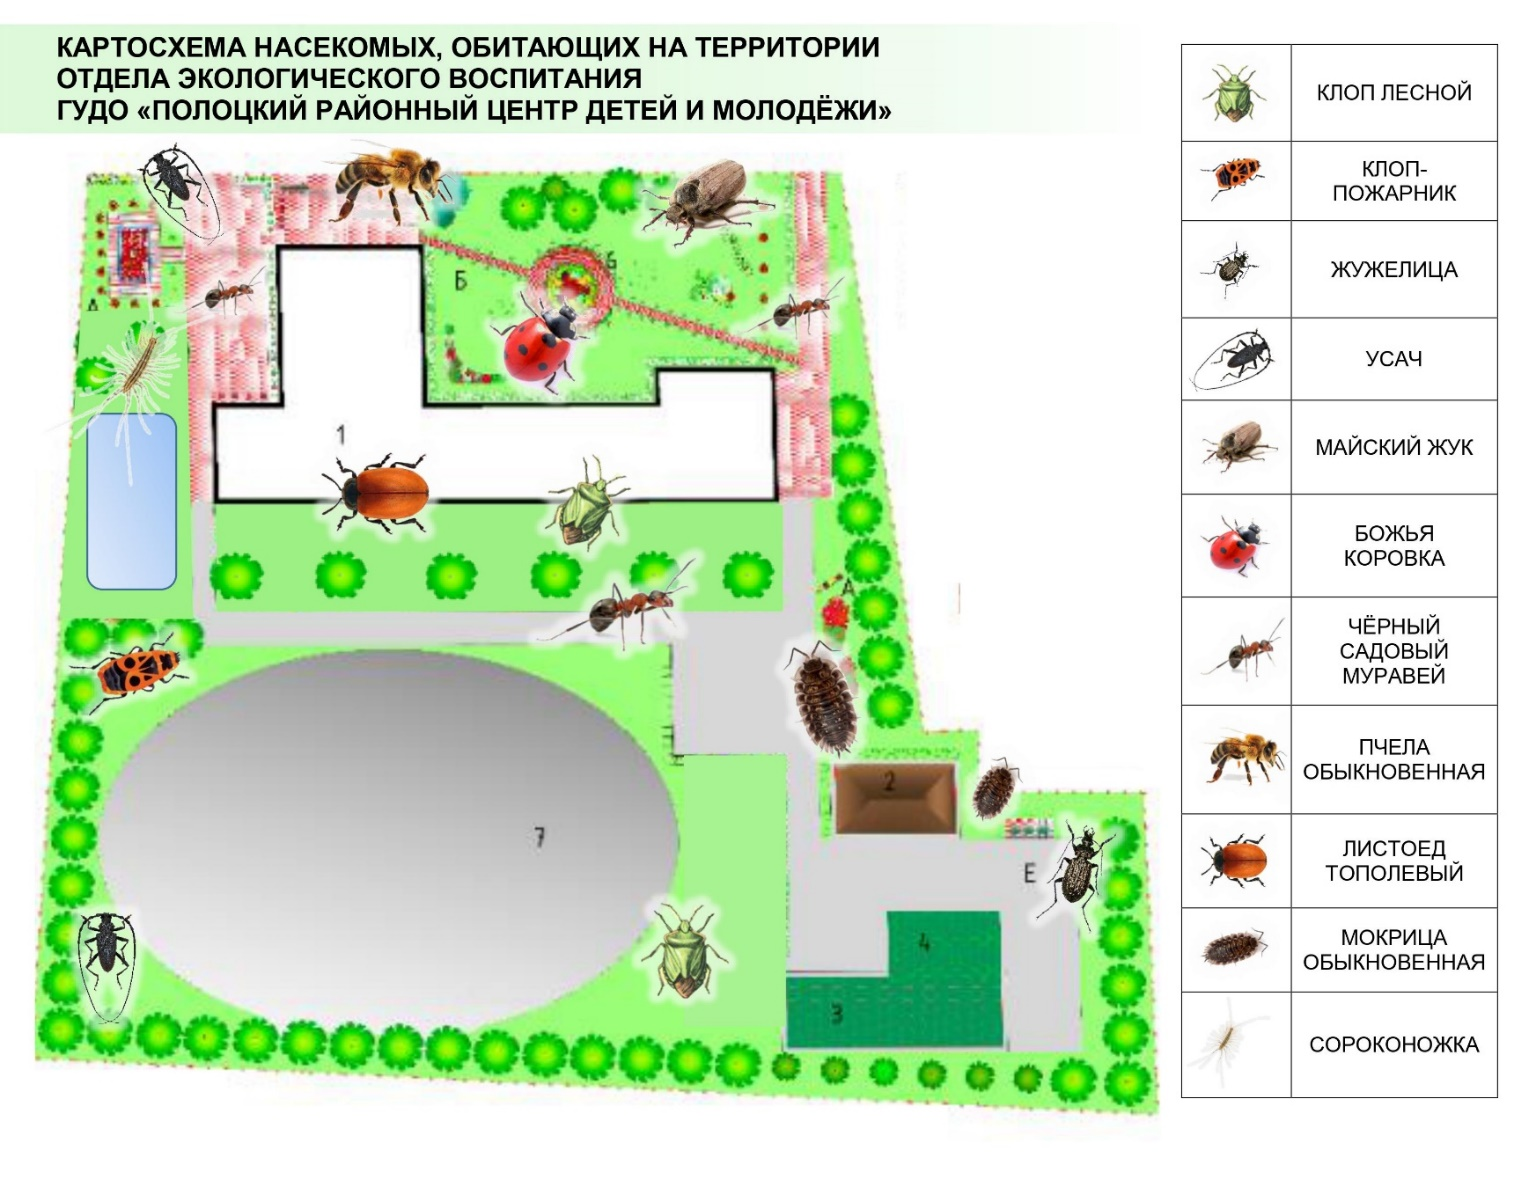 КАРТОСХЕМА НАСЕКОМЫХ, ОБИТАЮЩИХ НА ТЕРРИТОРИИ
ОТДЕЛА ЭКОЛОГИЧЕСКОГО ВОСПИТАНИЯ
ГУДО «ПОЛОЦКИЙ РАЙОННЫЙ ЦЕНТР ДЕТЕЙ И МОЛОДЁЖИ»
Б
6
1
А
2
7
Е
4
3
КЛОП ЛЕСНОЙ
КЛОП-
ПОЖАРНИК
ЖУЖЕЛИЦА
УСАЧ
МАЙСКИЙ ЖУК
БОЖЬЯ
КОРОВКА
ЧЁРНЫЙ
САДОВЫЙ
МУРАВЕЙ
ПЧЕЛА
ОБЫКНОВЕННАЯ
ЛИСТОЕД
ТОПОЛЕВЫЙ
МОКРИЦА
ОБЫКНОВЕННАЯ
СОРОКОНОЖКА